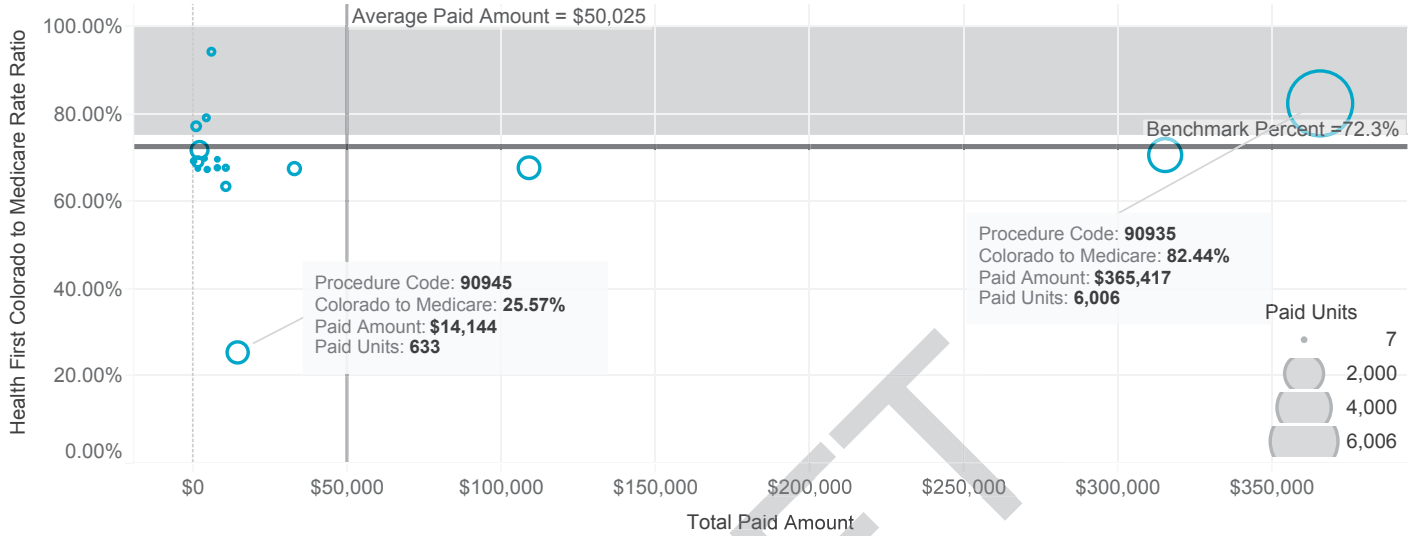 Average Paid Amount = $50,025
Health First Colorado to Medicare Rate Ratio
100.00%
80.00%
60.00%
40.00%
20.00%
0.00%
Benchmark Percent =72.3%
Procedure Code: 90945
Colorado to Medicare: 25.57%
Paid Amount: $14,144
Paid Units: 633
Procedure Code: 90935
Colorado to Medicare: 82.44%
Paid Amount: $365,417
Paid Units: 6,006
Paid Units
7
2,000
4,000
6,006
$0
$50,000
$100,000
$150,000
$200,000
$250,000
$300,000
$350,000
Total Paid Amount